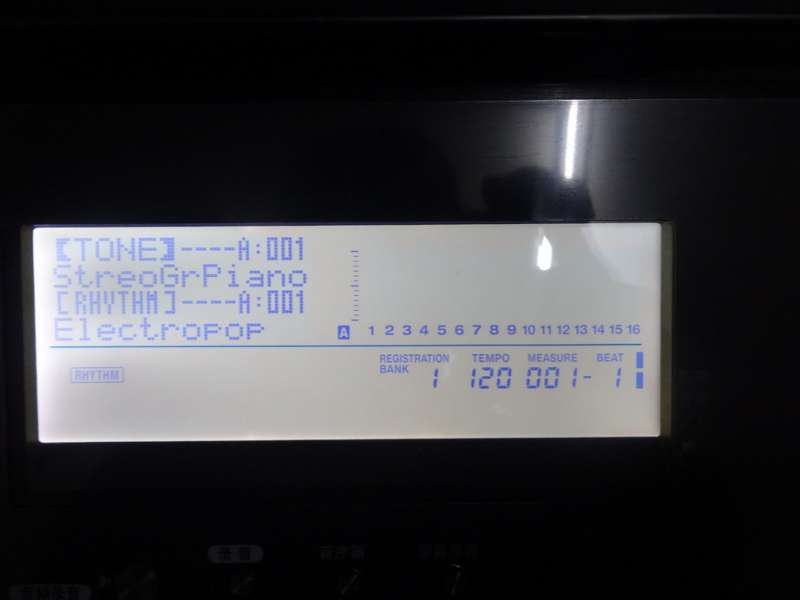 【TONE】----A:001
StreoGrPiano
[RHYTHM]----A:001
Electropop
A 1 2 3 4 5 6 7 8 9 10 11 12 13 14 15 16
REGISTRATION BANK 1
TEMPO 120
MEASURE 001-
BEAT 1
RHYTHM